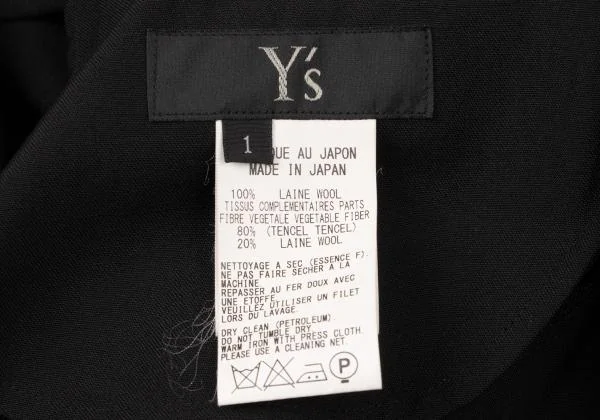 Y's
1
QUE AU JAPON
MADE IN JAPAN
100% LAINE WOOL
TISSUS COMPLEMENTAIRES PARTS
FIBRE VEGETALE VEGETABLE FIBER
80% (TENCEL TENCEL)
20% LAINE WOOL
NETTOYAGE A SEC (ESSENCE F).
NE PAS FAIRE SECHER A LA
MACHINE.
REPASSER AU FER DOUX AVEC
UNE ETOFFE.
VEUILLEZ UTILISER UN FILET
LORS DU LAVAGE.
DRY CLEAN (PETROLEUM)
DO NOT TUMBLE DRY
WARM IRON WITH PRESS CLOTH.
PLEASE USE A CLEANING NET.
P